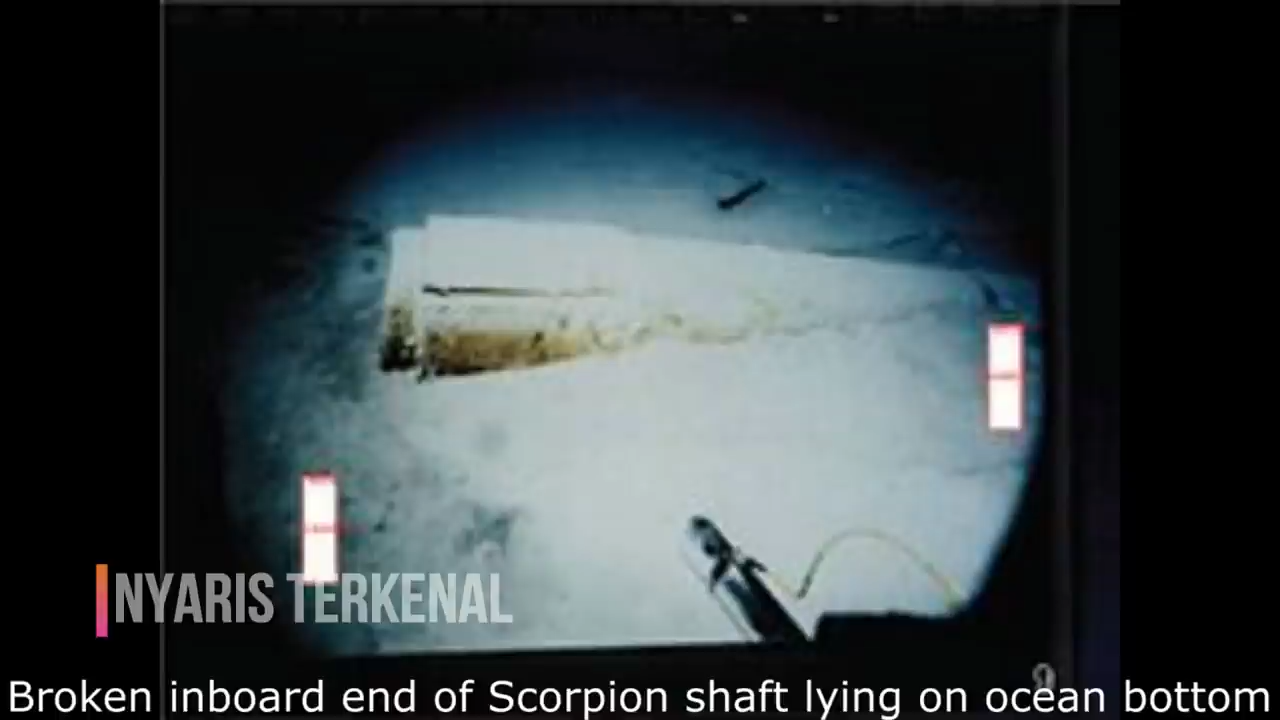 NYARIS TERKENAL
Broken inboard end of Scorpion shaft lying on ocean bottom